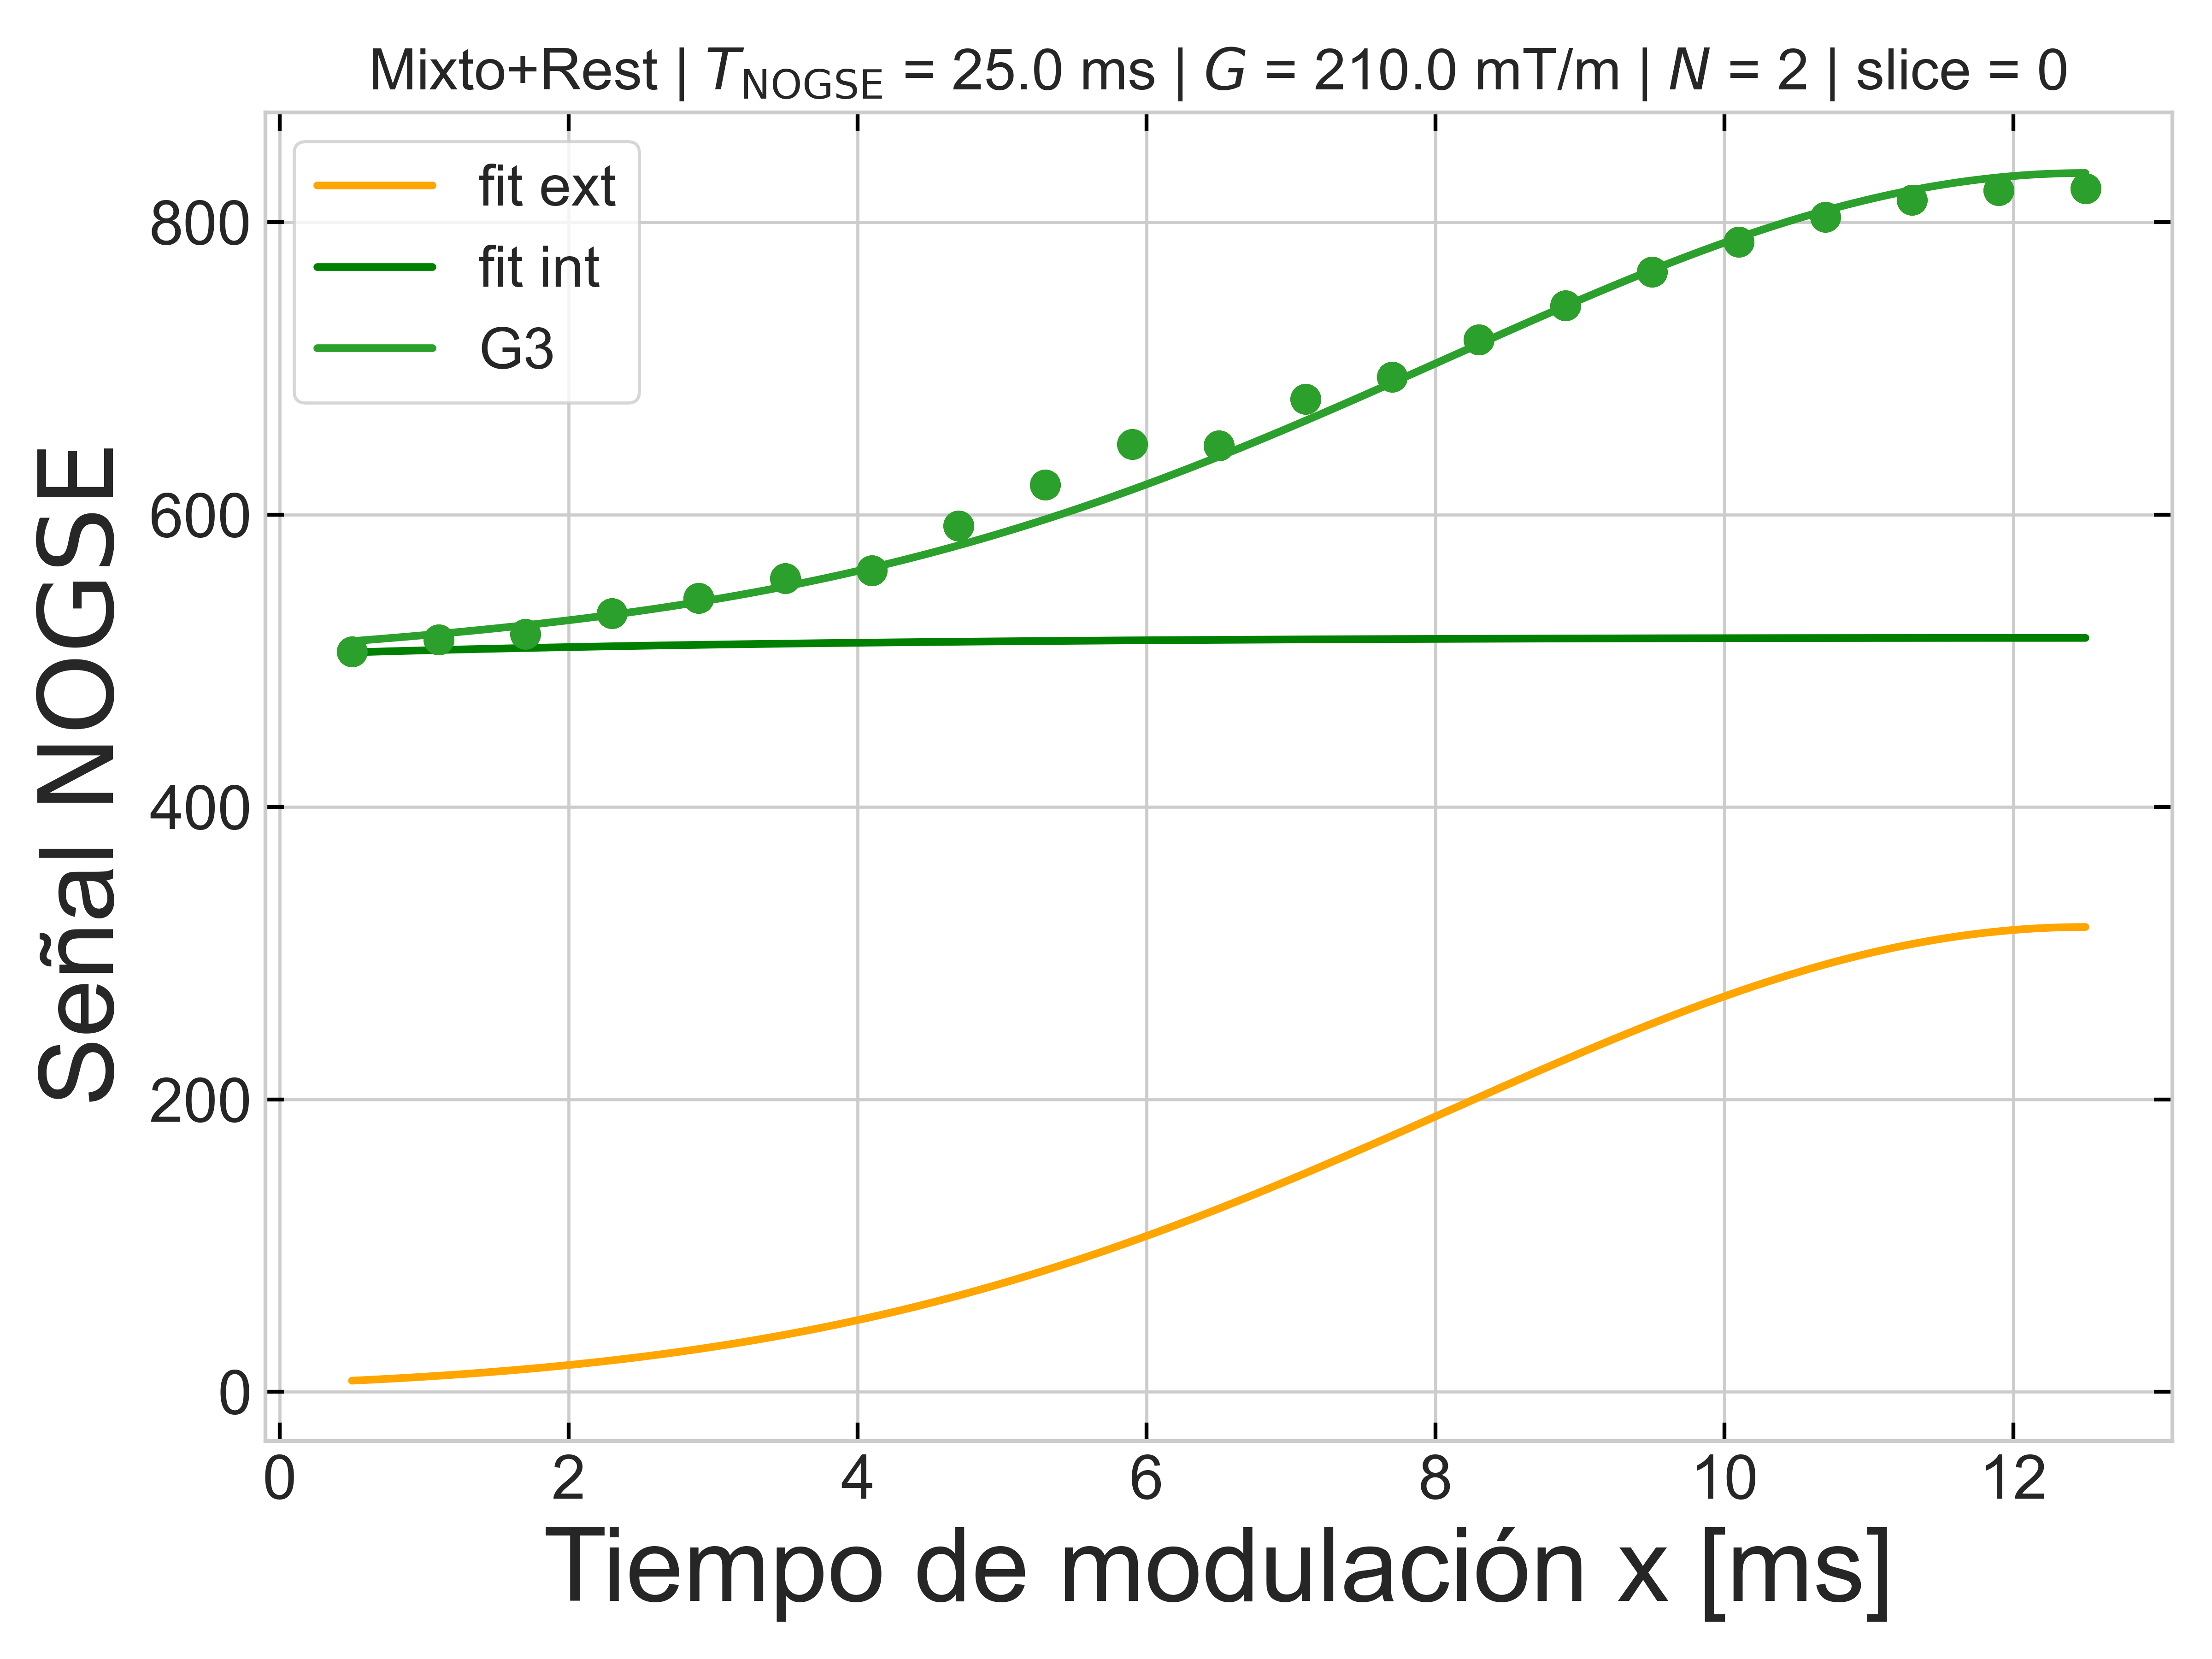 Mixto+Rest | T_NOGSE = 25.0 ms | G = 210.0 mT/m | N = 2 | slice = 0
fit ext
fit int
G3
Señal NOGSE
800
600
400
200
0
0 2 4 6 8 10 12
Tiempo de modulación x [ms]